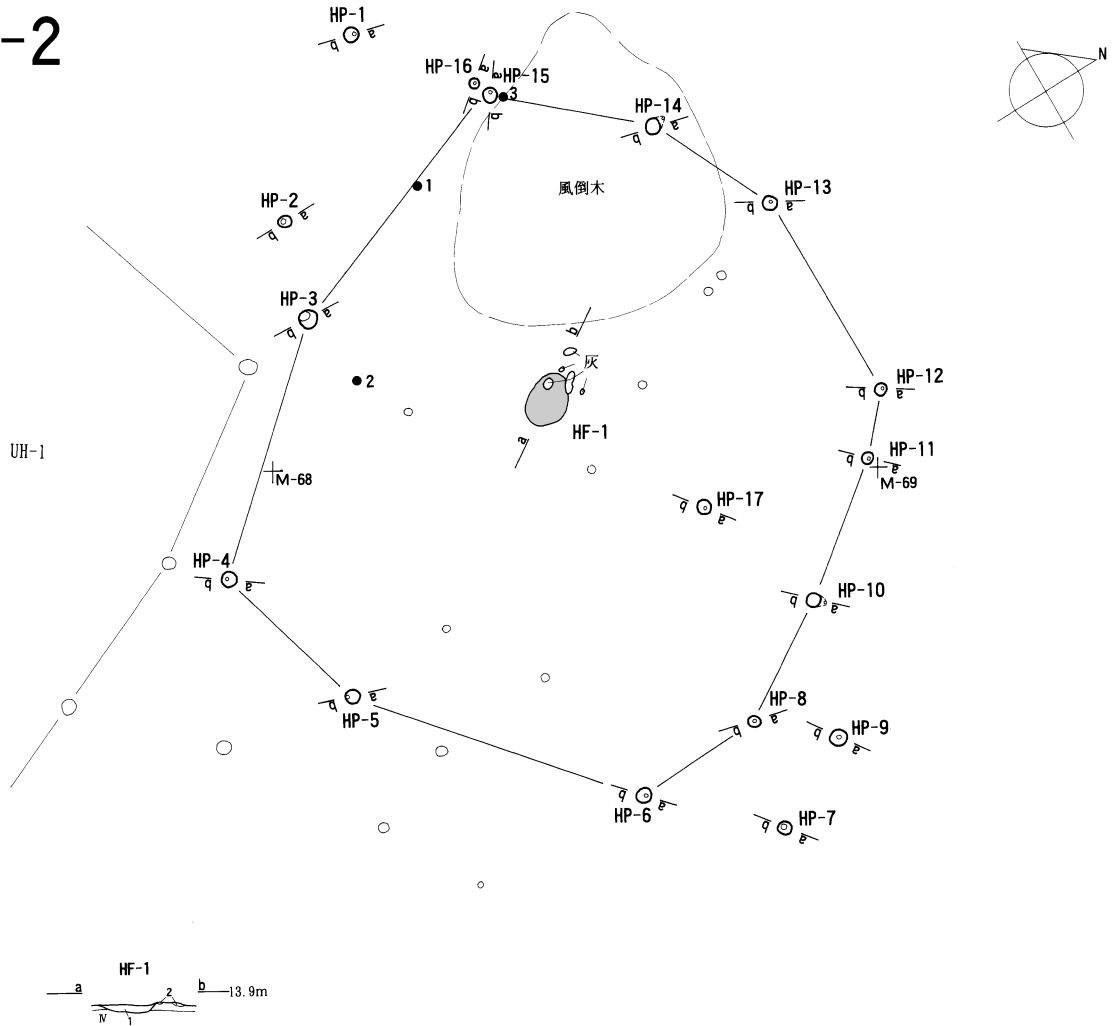 -2
HP-1
b a
N
HP-16 a a HP-15
b b 3
HP-14
b a
1
風倒木
HP-13
b a
HP-2
b a
HP-3
b a
b
灰
2
HP-12
b a
HF-1
a
UH-1
HP-11
b a
M-68
M-69
HP-17
b a
HP-4
b a
HP-10
b a
HP-5
b a
HP-8
b a
HP-9
b a
HP-6
b a
HP-7
b a
HF-1
a b 13.9m
2
IV 1